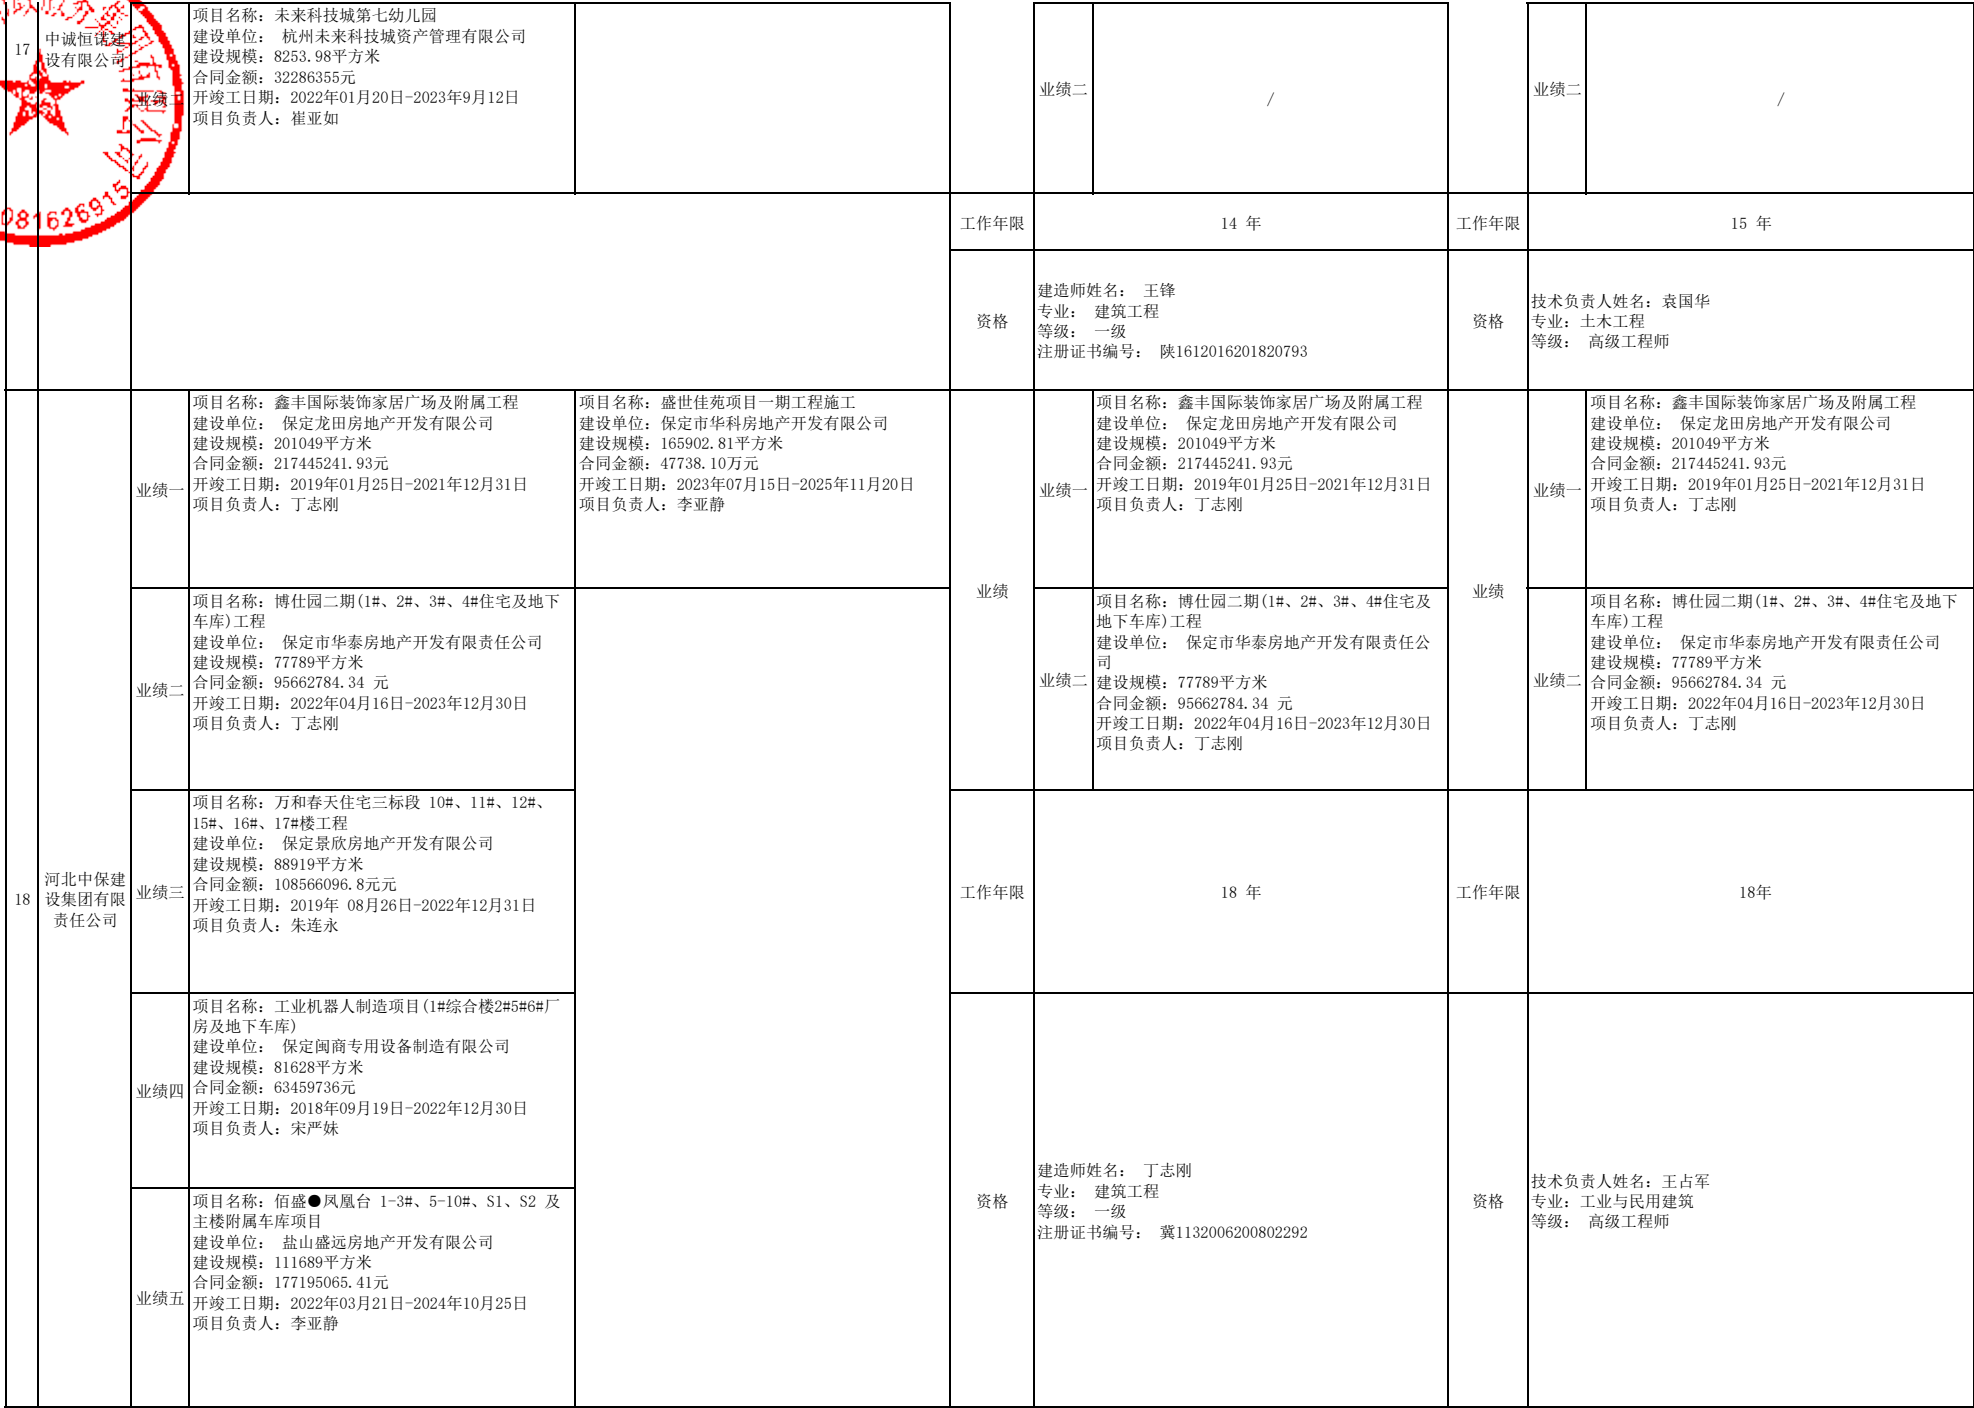 17
中诚恒诺建
设有限公司
业绩二
项目名称：未来科技城第七幼儿园
建设单位： 杭州未来科技城资产管理有限公司
建设规模：8253.98平方米
合同金额：32286355元
开竣工日期：2022年01月20日-2023年9月12日
项目负责人：崔亚如
业绩二
/
业绩二
/
081626915
工作年限
14 年
工作年限
15 年
资格
建造师姓名： 王锋
专业： 建筑工程
等级： 一级
注册证书编号： 陕1612016201820793
资格
技术负责人姓名：袁国华
专业：土木工程
等级： 高级工程师
18
河北中保建
设集团有限
责任公司
业绩一
项目名称：鑫丰国际装饰家居广场及附属工程
建设单位： 保定龙田房地产开发有限公司
建设规模：201049平方米
合同金额：217445241.93元
开竣工日期：2019年01月25日-2021年12月31日
项目负责人：丁志刚
项目名称：盛世佳苑项目一期工程施工
建设单位：保定市华科房地产开发有限公司
建设规模：165902.81平方米
合同金额：47738.10万元
开竣工日期：2023年07月15日-2025年11月20日
项目负责人：李亚静
业绩
业绩一
项目名称：鑫丰国际装饰家居广场及附属工程
建设单位： 保定龙田房地产开发有限公司
建设规模：201049平方米
合同金额：217445241.93元
开竣工日期：2019年01月25日-2021年12月31日
项目负责人：丁志刚
业绩
业绩一
项目名称：鑫丰国际装饰家居广场及附属工程
建设单位： 保定龙田房地产开发有限公司
建设规模：201049平方米
合同金额：217445241.93元
开竣工日期：2019年01月25日-2021年12月31日
项目负责人：丁志刚
业绩二
项目名称：博仕园二期(1#、2#、3#、4#住宅及地下
车库)工程
建设单位： 保定市华泰房地产开发有限责任公司
建设规模：77789平方米
合同金额：95662784.34 元
开竣工日期：2022年04月16日-2023年12月30日
项目负责人：丁志刚
业绩二
项目名称：博仕园二期(1#、2#、3#、4#住宅及
地下车库)工程
建设单位： 保定市华泰房地产开发有限责任公
司
建设规模：77789平方米
合同金额：95662784.34 元
开竣工日期：2022年04月16日-2023年12月30日
项目负责人：丁志刚
业绩二
项目名称：博仕园二期(1#、2#、3#、4#住宅及地下
车库)工程
建设单位： 保定市华泰房地产开发有限责任公司
建设规模：77789平方米
合同金额：95662784.34 元
开竣工日期：2022年04月16日-2023年12月30日
项目负责人：丁志刚
业绩三
项目名称：万和春天住宅三标段 10#、11#、12#、
15#、16#、17#楼工程
建设单位： 保定景欣房地产开发有限公司
建设规模：88919平方米
合同金额：108566096.8元元
开竣工日期：2019年 08月26日-2022年12月31日
项目负责人：朱连永
工作年限
18 年
工作年限
18年
业绩四
项目名称：工业机器人制造项目(1#综合楼2#5#6#厂
房及地下车库)
建设单位： 保定闽商专用设备制造有限公司
建设规模：81628平方米
合同金额：63459736元
开竣工日期：2018年09月19日-2022年12月30日
项目负责人：宋严妹
业绩五
项目名称：佰盛●凤凰台 1-3#、5-10#、S1、S2 及
主楼附属车库项目
建设单位： 盐山盛远房地产开发有限公司
建设规模：111689平方米
合同金额：177195065.41元
开竣工日期：2022年03月21日-2024年10月25日
项目负责人：李亚静
资格
建造师姓名： 丁志刚
专业： 建筑工程
等级： 一级
注册证书编号： 冀1132006200802292
资格
技术负责人姓名：王占军
专业：工业与民用建筑
等级： 高级工程师